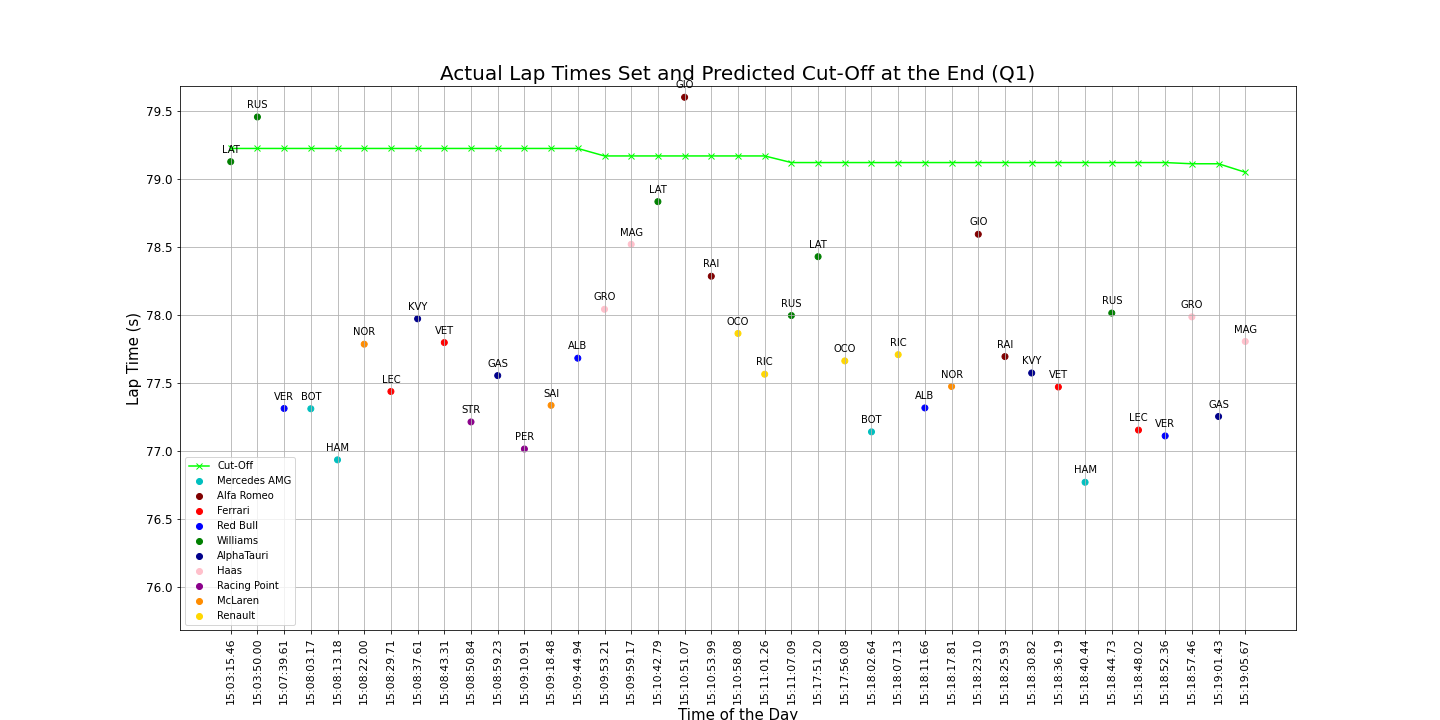 Actual Lap Times Set and Predicted Cut-Off at the End (Q1)
GIO
79.5
RUS
LAT
79.0
LAT
MAG
GIO
78.5
LAT
RAI
GRO
KVY
RUS
RUS
GRO
78.0
NOR
VET
OCO
MAG
ALB
OCO
RIC
RAI
GAS
RIC
KVY
LEC
NOR
VET
77.5
VER
BOT
SAI
ALB
GAS
STR
BOT
LEC
VER
PER
HAM
77.0
HAM
76.5
76.0
Lap Time (s)
Cut-Off
Mercedes AMG
Alfa Romeo
Ferrari
Red Bull
Williams
AlphaTauri
Haas
Racing Point
McLaren
Renault
15:03:15.46
15:03:50.00
15:07:39.61
15:08:03.17
15:08:13.18
15:08:22.00
15:08:29.71
15:08:37.61
15:08:43.31
15:08:50.84
15:08:59.23
15:09:10.91
15:09:18.48
15:09:44.94
15:09:53.21
15:09:59.17
15:10:42.79
15:10:51.07
15:10:53.99
15:10:58.08
15:11:01.26
15:11:07.09
15:17:51.20
15:17:56.08
15:18:02.64
15:18:07.13
15:18:11.66
15:18:17.81
15:18:23.10
15:18:25.93
15:18:30.82
15:18:36.19
15:18:40.44
15:18:44.73
15:18:48.02
15:18:52.36
15:18:57.46
15:19:01.43
15:19:05.67
Time of the Day